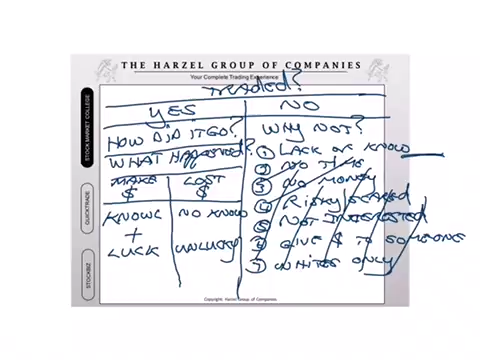 THE HARZEL GROUP OF COMPANIES
Your Complete Trading Experience
TRADED?
YES NO
HOW DID IT GO? WHY NOT?
WHAT HAPPENED? ① LACK OF KNOW
② NO TIME
MAKE $ LOST $
③ NO MONEY
④ RISKY/SCARED
KNOWL NO KNOW
⑤ NOT INTERESTED
+
LUCK UNLUCKY
GIVE $ TO SOMEONE
⑦ WHITES ONLY
STOCK MARKET COLLEGE
QUICKTRADE
STOCKBIZ
Copyright: Harzel Group of Companies